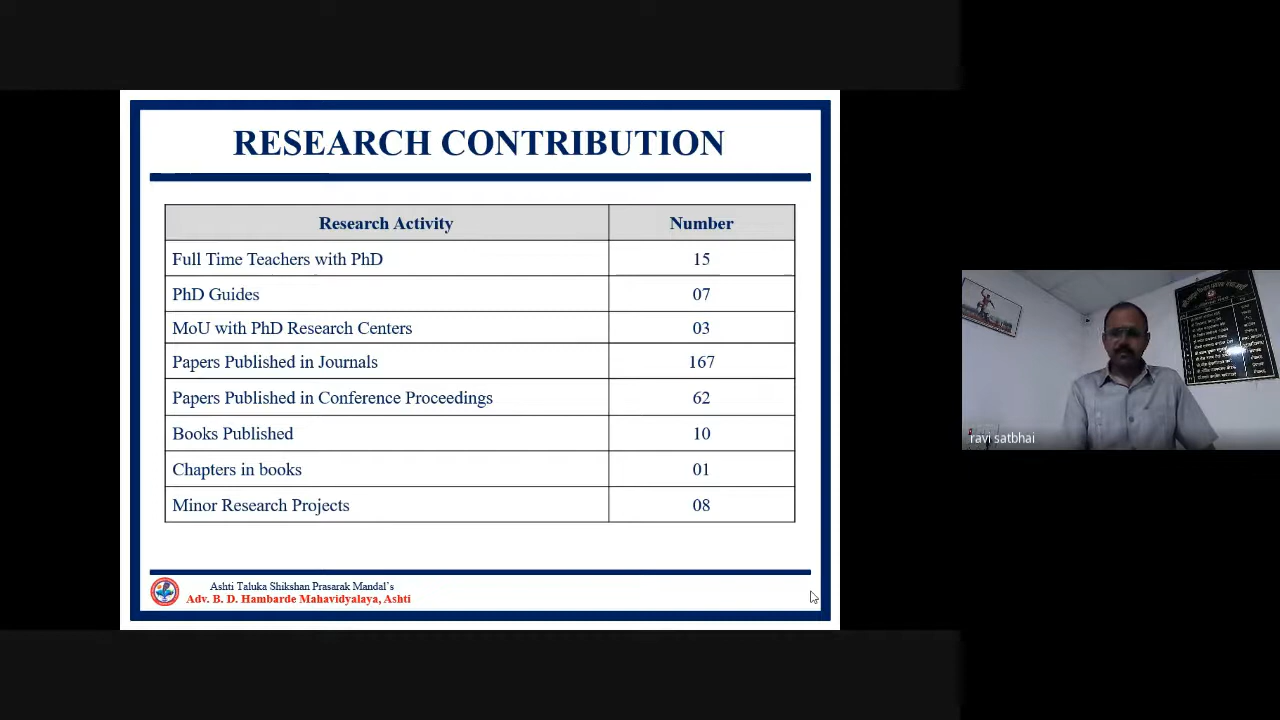 RESEARCH CONTRIBUTION
Research Activity Number
Full Time Teachers with PhD 15
PhD Guides 07
MoU with PhD Research Centers 03
Papers Published in Journals 167
Papers Published in Conference Proceedings 62
Books Published 10
Chapters in books 01
Minor Research Projects 08
Ashti Taluka Shikshan Prasarak Mandal's
Adv. B. D. Hambarde Mahavidyalaya, Ashti
ravi satbhai